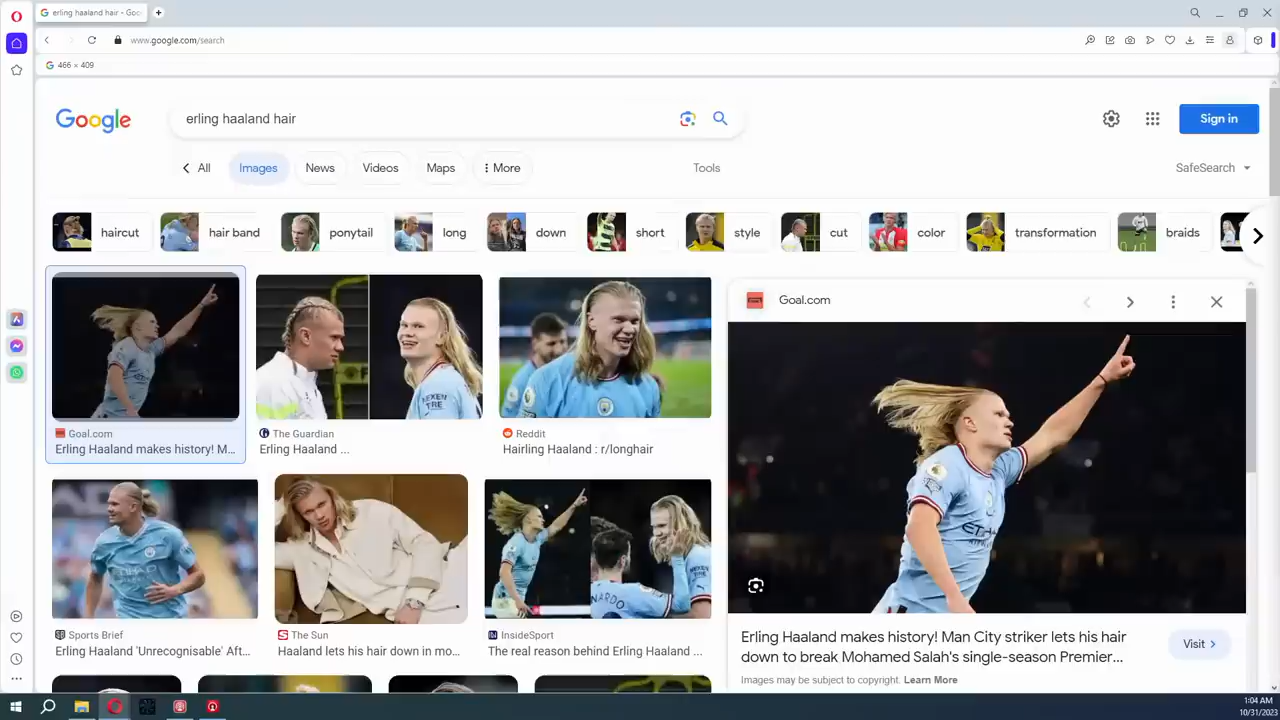 erling haaland hair - Goo
www.google.com/search
466 × 409
Google
erling haaland hair
Sign in
All
Images
News
Videos
Maps
More
Tools
SafeSearch
haircut
hair band
ponytail
long
down
short
style
cut
color
transformation
braids
Goal.com
Goal.com
Erling Haaland makes history! M...
The Guardian
Erling Haaland ...
Reddit
Hairling Haaland : r/longhair
NEXEN
TIRE
Sports Brief
Erling Haaland 'Unrecognisable' Aft...
The Sun
Haaland lets his hair down in mo...
InsideSport
The real reason behind Erling Haaland ...
Erling Haaland makes history! Man City striker lets his hair
down to break Mohamed Salah's single-season Premier...
Visit
Images may be subject to copyright. Learn More
1:04 AM
10/31/2023